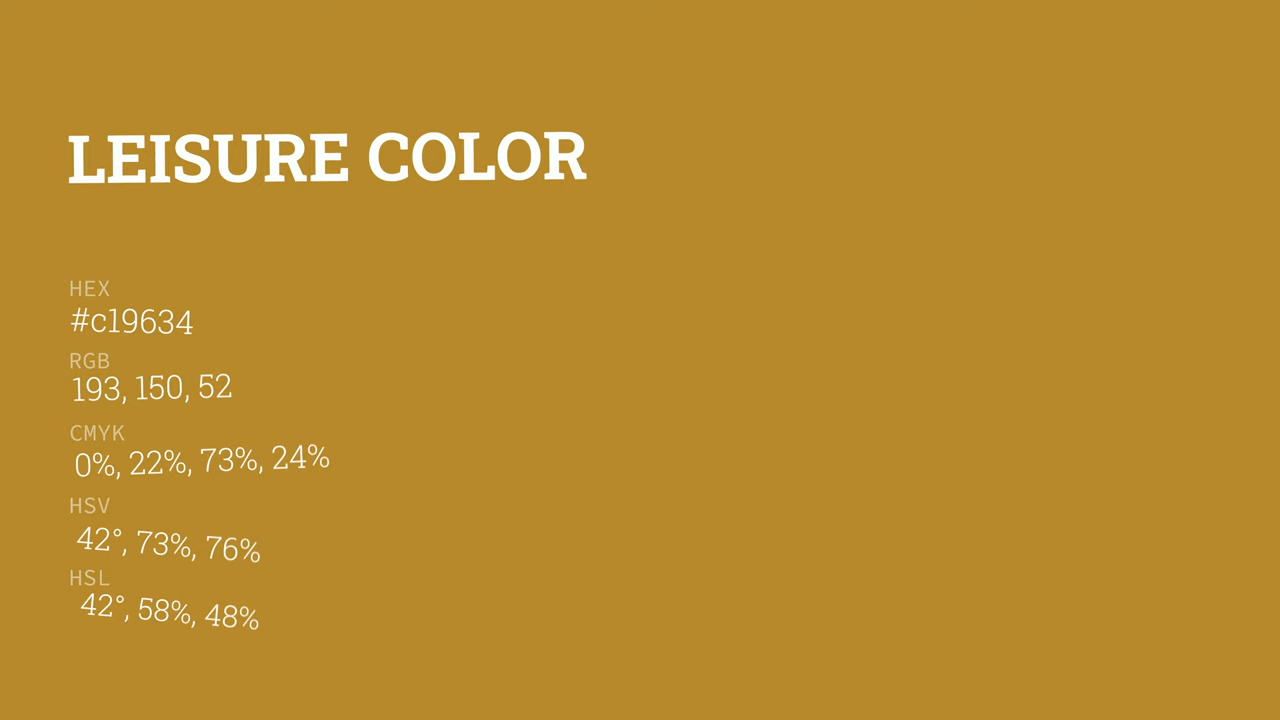 LEISURE COLOR
HEX
#c19634
RGB
193, 150, 52
CMYK
0%, 22%, 73%, 24%
HSV
42°, 73%, 76%
HSL
42°, 58%, 48%